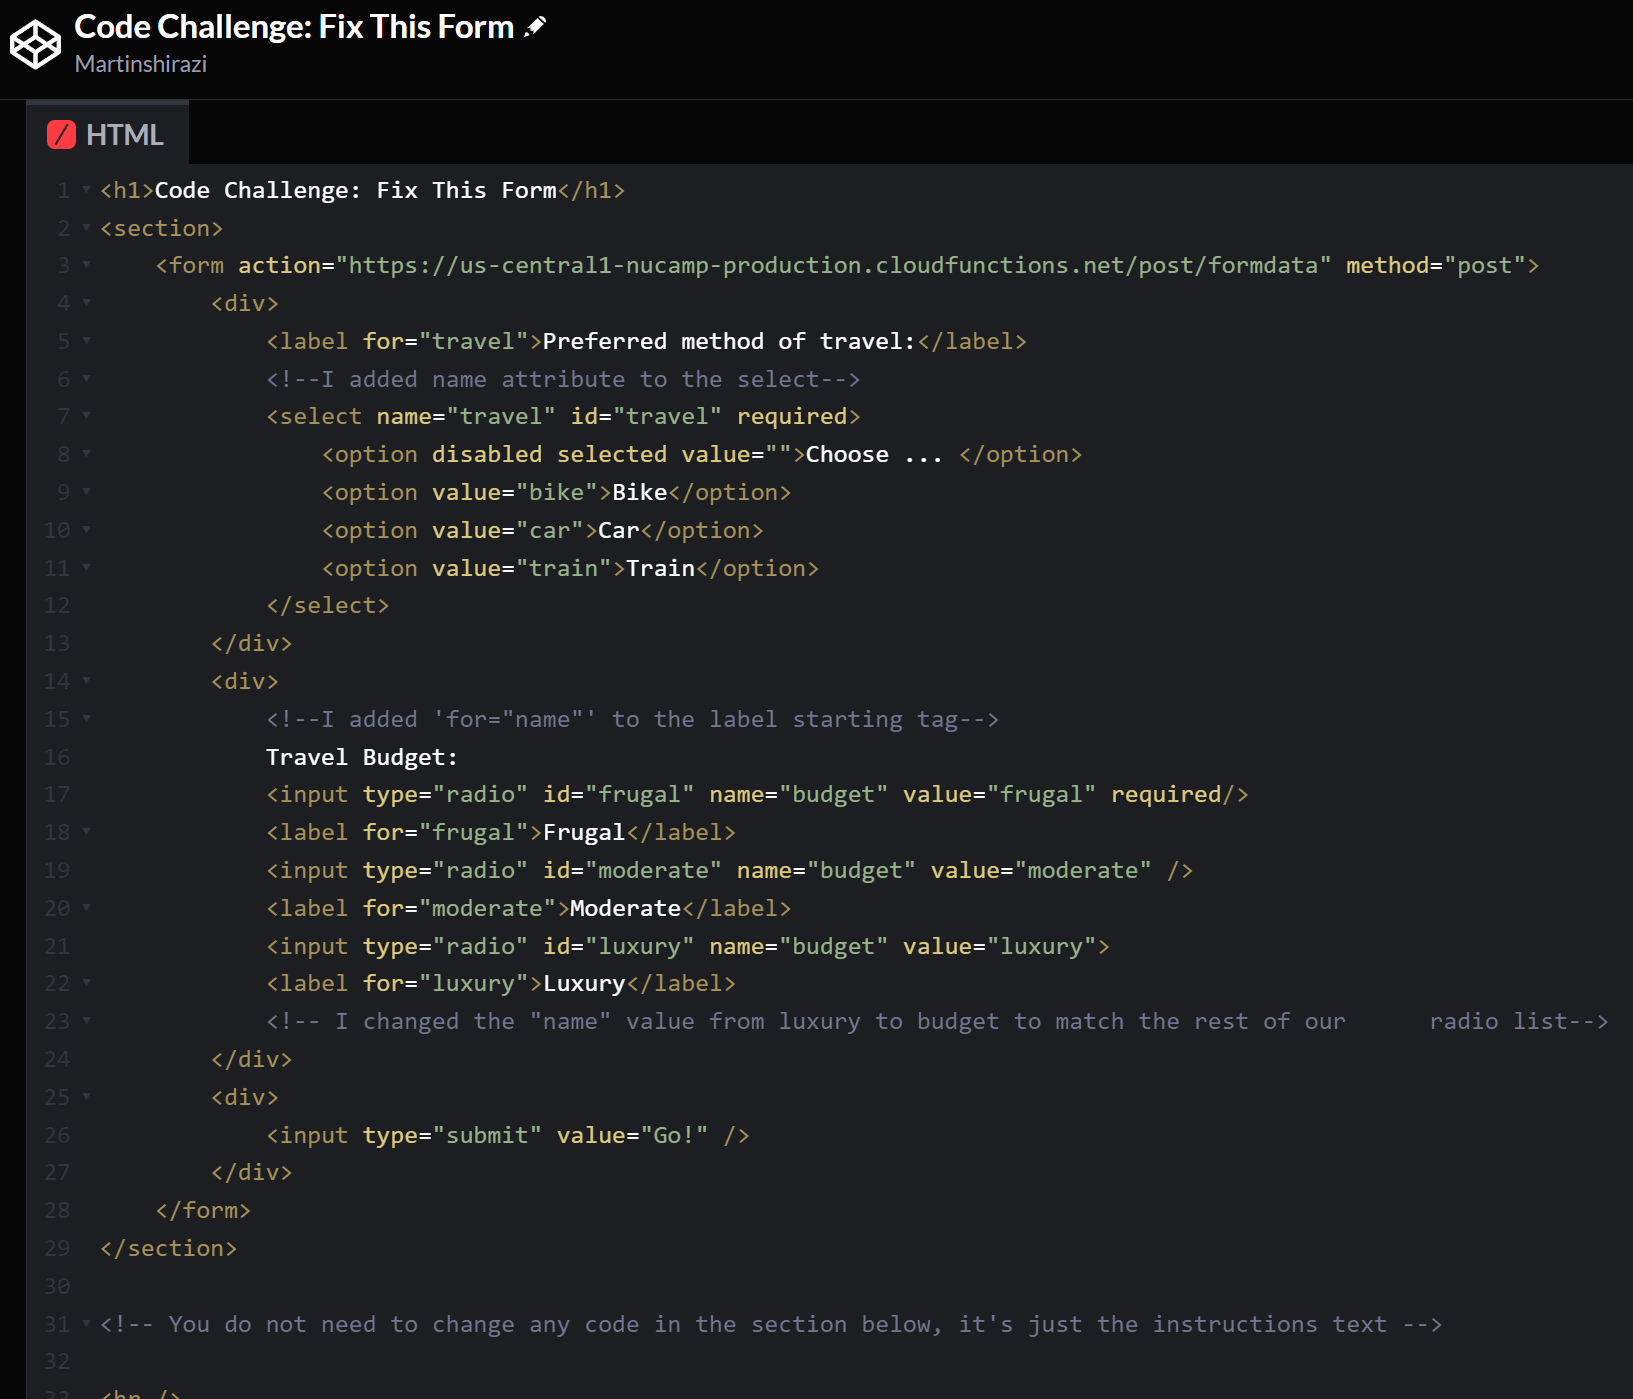 Code Challenge: Fix This Form
Martinshirazi
HTML
1 <h1>Code Challenge: Fix This Form</h1>
2 <section>
3     <form action="https://us-central1-nucamp-production.cloudfunctions.net/post/formdata" method="post">
4         <div>
5             <label for="travel">Preferred method of travel:</label>
6             <!--I added name attribute to the select-->
7             <select name="travel" id="travel" required>
8                 <option disabled selected value="">Choose ... </option>
9                 <option value="bike">Bike</option>
10                 <option value="car">Car</option>
11                 <option value="train">Train</option>
12             </select>
13         </div>
14         <div>
15             <!--I added 'for="name"' to the label starting tag-->
16             Travel Budget:
17             <input type="radio" id="frugal" name="budget" value="frugal" required/>
18             <label for="frugal">Frugal</label>
19             <input type="radio" id="moderate" name="budget" value="moderate" />
20             <label for="moderate">Moderate</label>
21             <input type="radio" id="luxury" name="budget" value="luxury">
22             <label for="luxury">Luxury</label>
23             <!-- I changed the "name" value from luxury to budget to match the rest of our      radio list-->
24         </div>
25         <div>
26             <input type="submit" value="Go!" />
27         </div>
28     </form>
29 </section>
30
31 <!-- You do not need to change any code in the section below, it's just the instructions text -->
32
33 <hr />